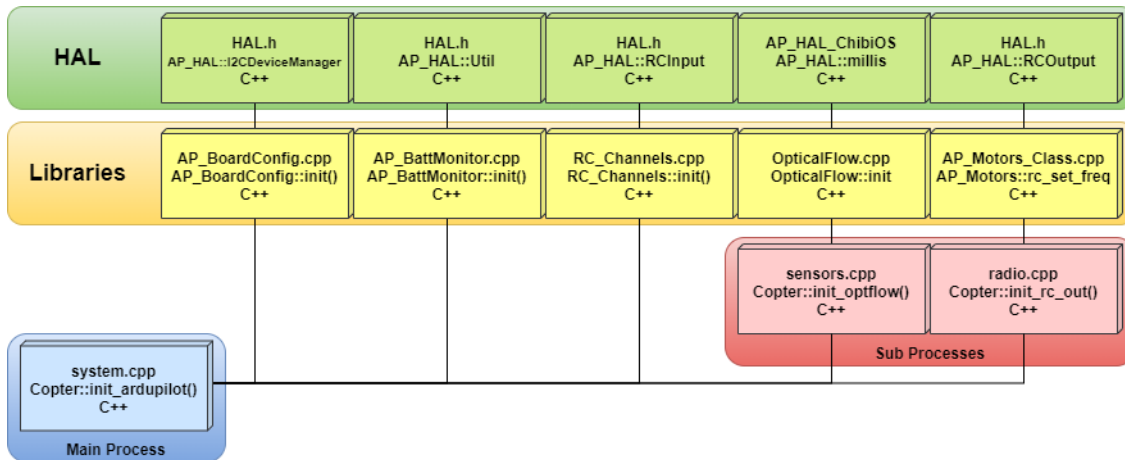 HAL
HAL.h
AP_HAL::I2CDeviceManager
C++
HAL.h
AP_HAL::Util
C++
HAL.h
AP_HAL::RCInput
C++
AP_HAL_ChibiOS
AP_HAL::millis
C++
HAL.h
AP_HAL::RCOutput
C++
Libraries
AP_BoardConfig.cpp
AP_BoardConfig::init()
C++
AP_BattMonitor.cpp
AP_BattMonitor::init()
C++
RC_Channels.cpp
RC_Channels::init()
C++
OpticalFlow.cpp
OpticalFlow::init
C++
AP_Motors_Class.cpp
AP_Motors::rc_set_freq
C++
sensors.cpp
Copter::init_optflow()
C++
radio.cpp
Copter::init_rc_out()
C++
Sub Processes
system.cpp
Copter::init_ardupilot()
C++
Main Process